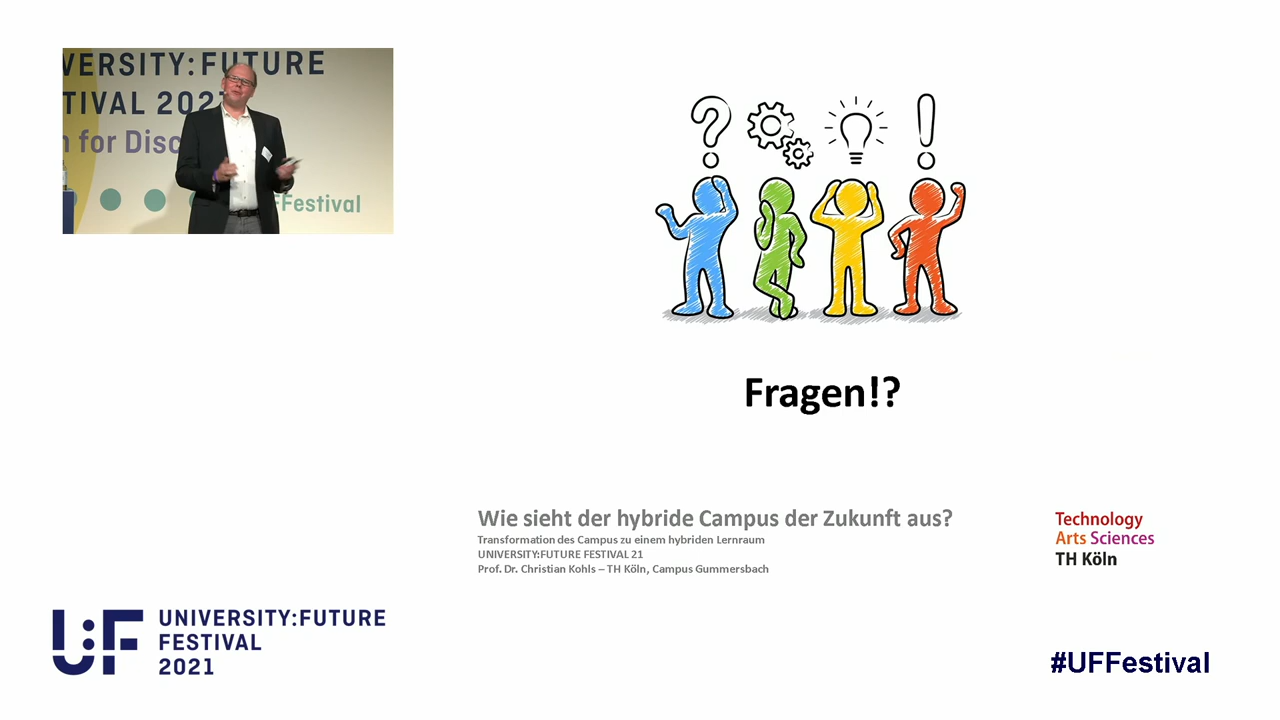 VERSITY:FUTURE
TIVAL 2021
for Disc
FFestival
? !
Fragen!?
Wie sieht der hybride Campus der Zukunft aus?
Transformation des Campus zu einem hybriden Lernraum
UNIVERSITY:FUTURE FESTIVAL 21
Prof. Dr. Christian Kohls – TH Köln, Campus Gummersbach
Technology
Arts Sciences
TH Köln
U:F
UNIVERSITY:FUTURE
FESTIVAL
2021
#UFFestival